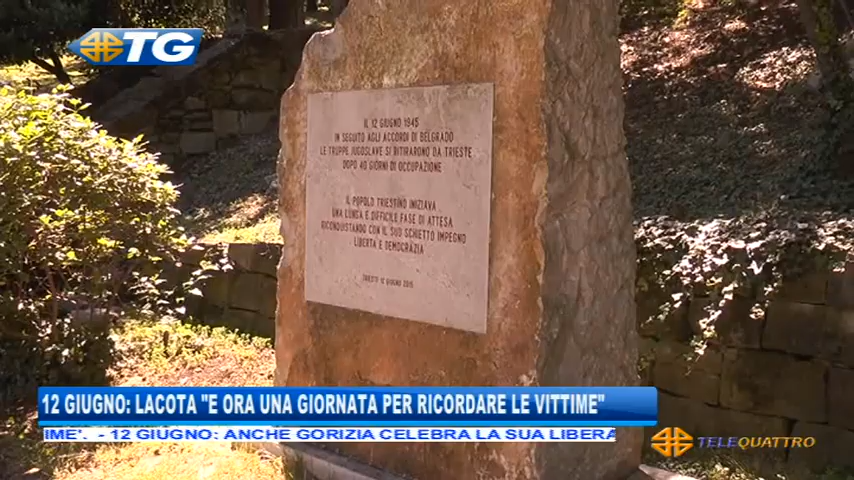 TG
IL 12 GIUGNO 1945
IN SEGUITO AGLI ACCORDI DI BELGRADO
LE TRUPPE JUGOSLAVE SI RITIRARONO DA TRIESTE
DOPO 40 GIORNI DI OCCUPAZIONE
IL POPOLO TRIESTINO INIZIAVA
UNA LUNGA E DIFFICILE FASE DI ATTESA
RICONQUISTANDO CON IL SUO SCHIETTO IMPEGNO
LIBERTA E DEMOCRAZIA
TRIESTE 12 GIUGNO
12 GIUGNO: LACOTA "E ORA UNA GIORNATA PER RICORDARE LE VITTIME"
IME'. - 12 GIUGNO: ANCHE GORIZIA CELEBRA LA SUA LIBERA
TELEQUATTRO